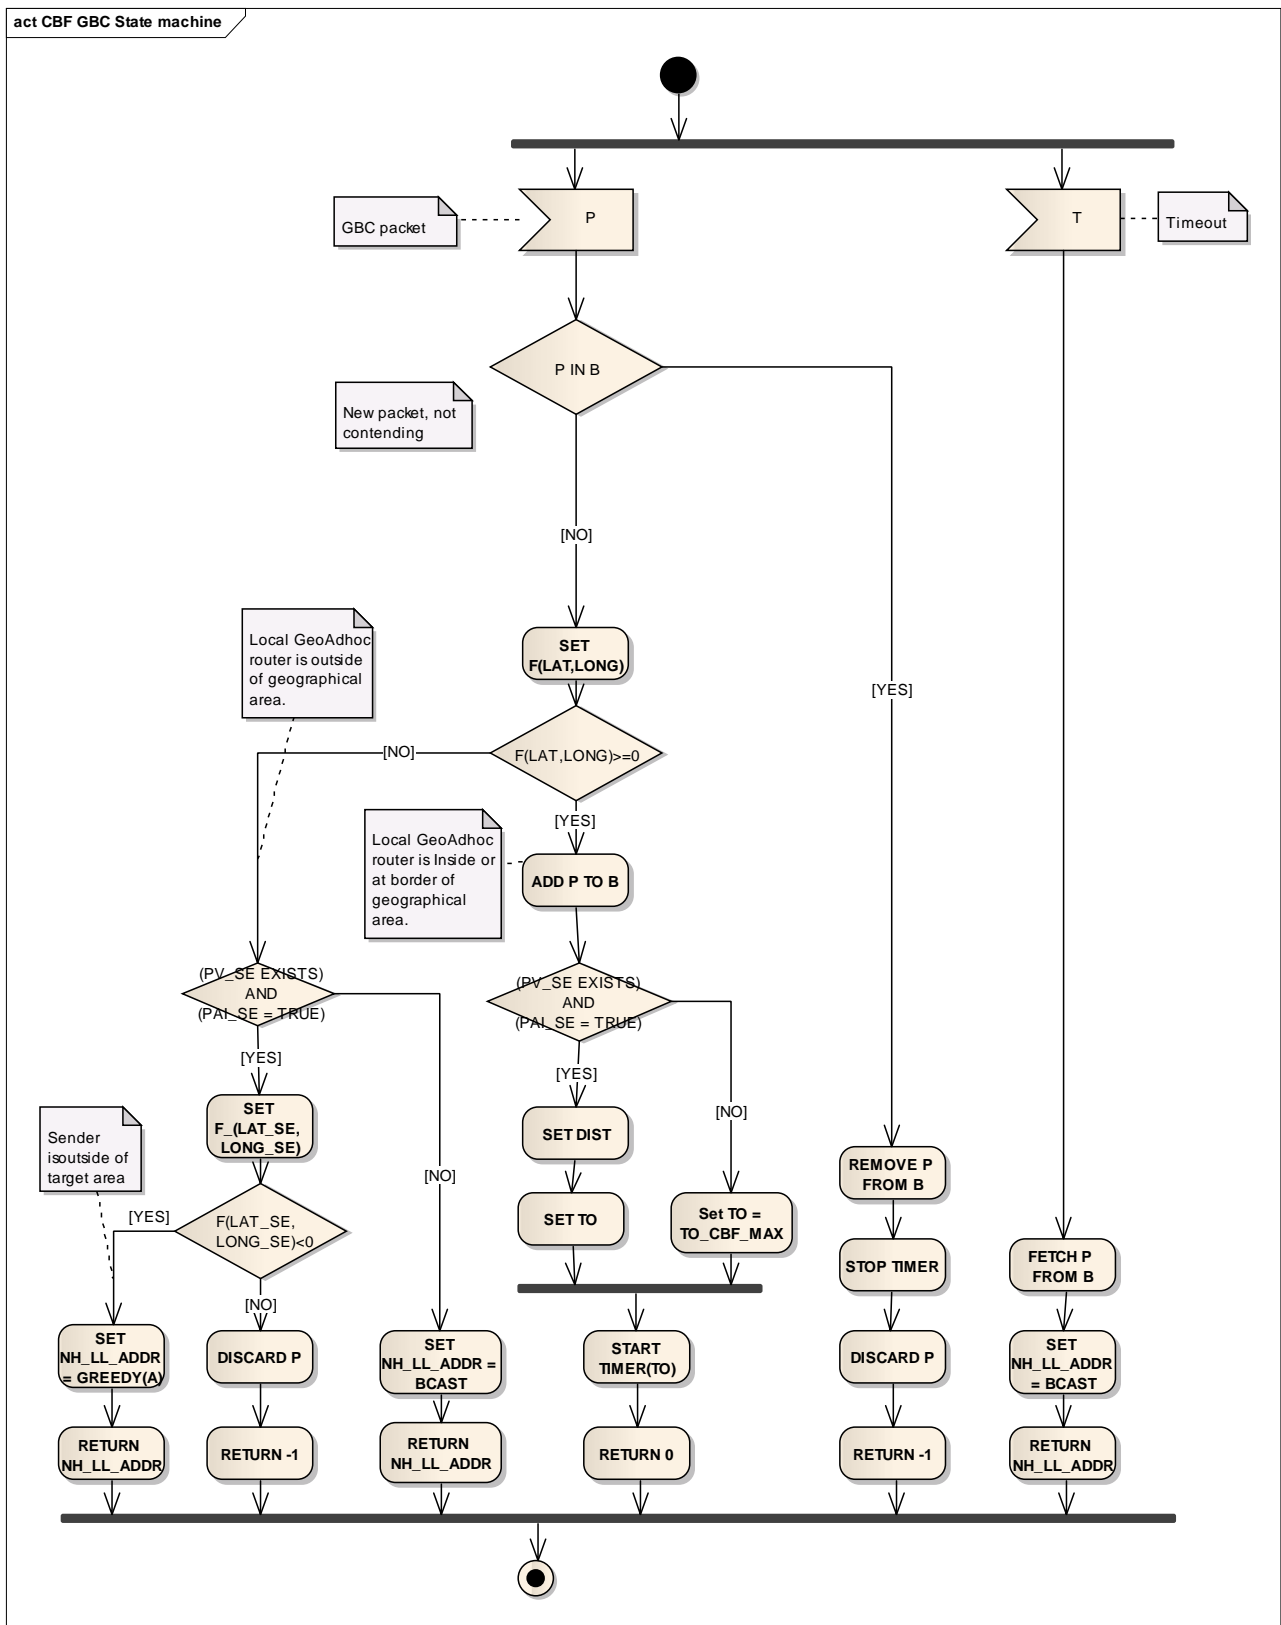 act CBF GBC State machine
GBC packet
P
T
Timeout
P IN B
New packet, not
contending
[NO]
Local GeoAdhoc
router is outside
of geographical
area.
SET
F(LAT,LONG)
[YES]
[NO]
F(LAT,LONG)>=0
[YES]
Local GeoAdhoc
router is Inside or
at border of
geographical
area.
ADD P TO B
(PV_SE EXISTS)
AND
(PAI_SE = TRUE)
(PV_SE EXISTS)
AND
(PAI_SE = TRUE)
[YES]
[YES]
[NO]
SET
F_(LAT_SE,
LONG_SE)
Sender
isoutside of
target area
SET DIST
[NO]
REMOVE P
FROM B
[YES]
F(LAT_SE,
LONG_SE)<0
SET TO
Set TO =
TO_CBF_MAX
STOP TIMER
FETCH P
FROM B
[NO]
SET
NH_LL_ADDR
= GREEDY(A)
DISCARD P
SET
NH_LL_ADDR =
BCAST
START
TIMER(TO)
DISCARD P
SET
NH_LL_ADDR
= BCAST
RETURN
NH_LL_ADDR
RETURN -1
RETURN
NH_LL_ADDR
RETURN 0
RETURN -1
RETURN
NH_LL_ADDR